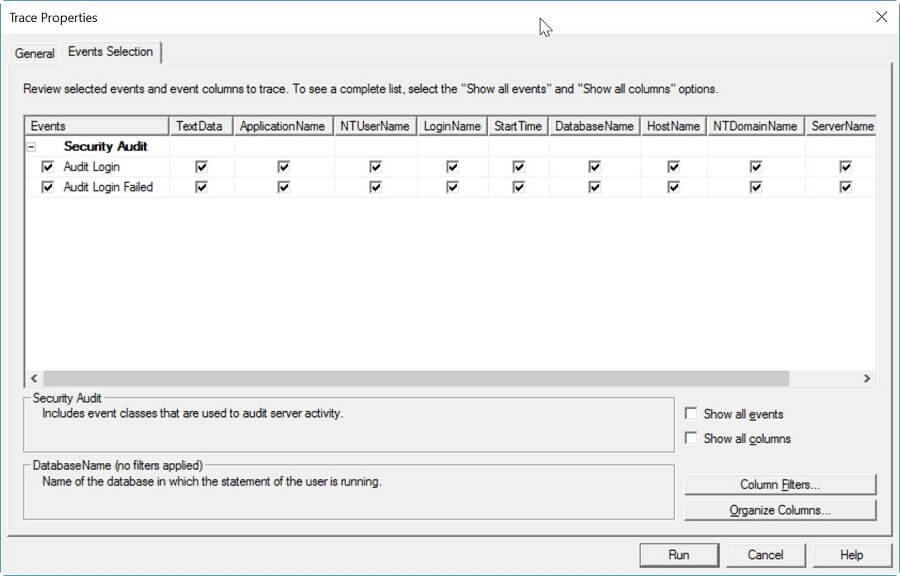 Trace Properties
General Events Selection
Review selected events and event columns to trace. To see a complete list, select the "Show all events" and "Show all columns" options.
Events TextData ApplicationName NTUserName LoginName StartTime DatabaseName HostName NTDomainName ServerName
Security Audit
Audit Login
Audit Login Failed
Security Audit
Includes event classes that are used to audit server activity.
Show all events
Show all columns
DatabaseName (no filters applied)
Name of the database in which the statement of the user is running.
Column Filters...
Organize Columns...
Run Cancel Help